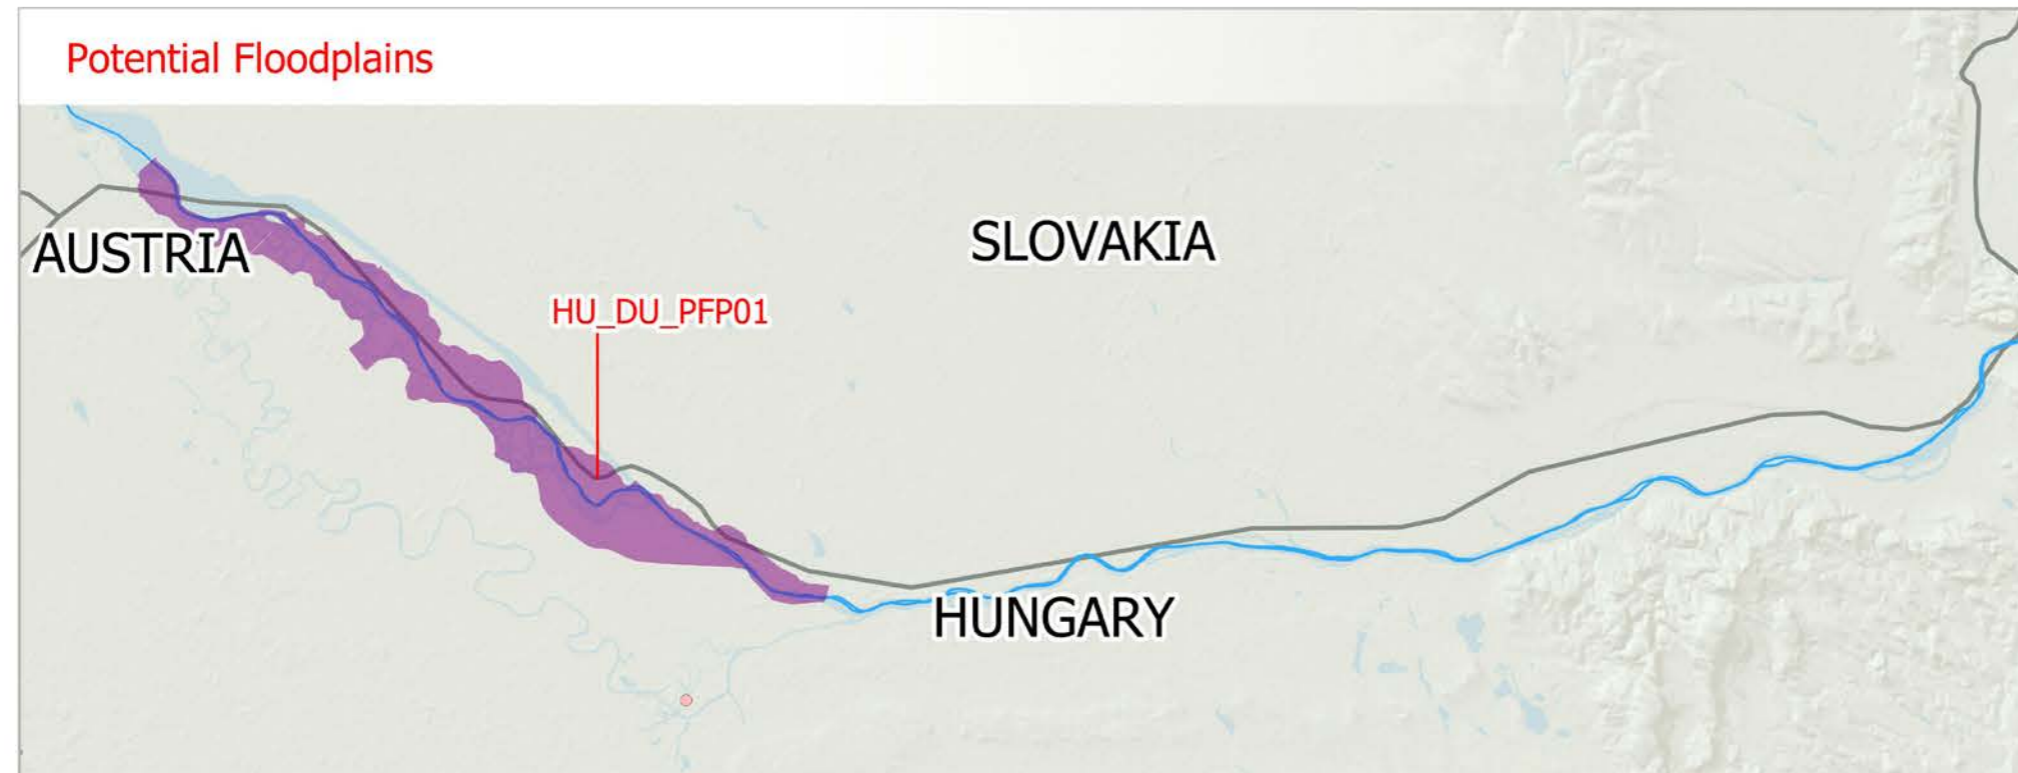 Potential Floodplains
SLOVAKIA
AUSTRIA
HU_DU_PFP01
HUNGARY